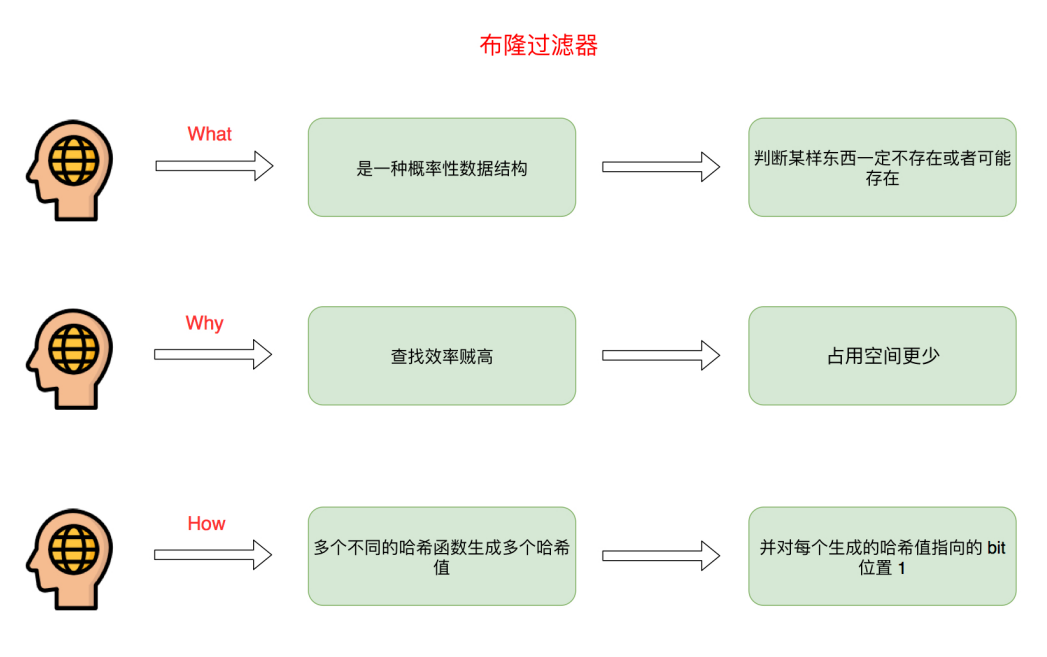 布隆过滤器
What
是一种概率性数据结构
判断某样东西一定不存在或者可能
存在
Why
查找效率贼高
占用空间更少
How
多个不同的哈希函数生成多个哈希
值
并对每个生成的哈希值指向的 bit
位置 1